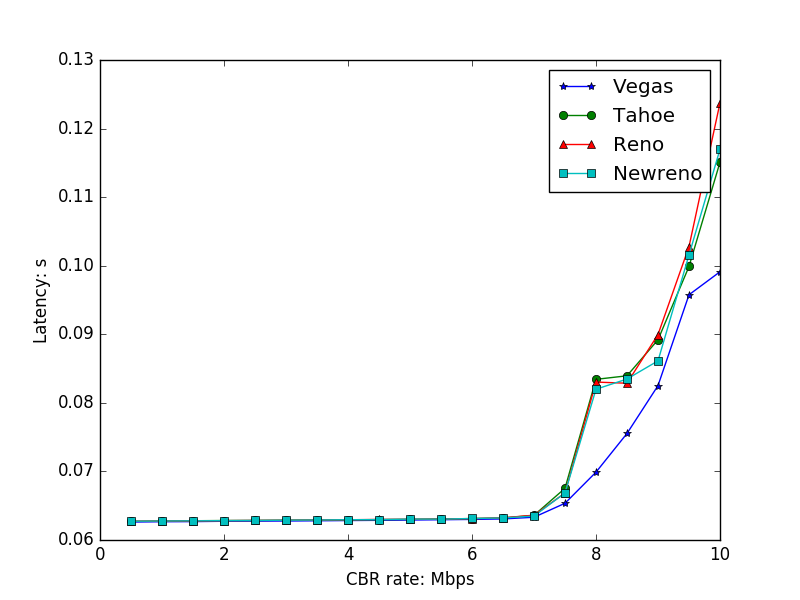 0.13
0.12
0.11
0.10
0.09
0.08
0.07
0.06
Latency: s
0 2 4 6 8 10
CBR rate: Mbps
Vegas
Tahoe
Reno
Newreno